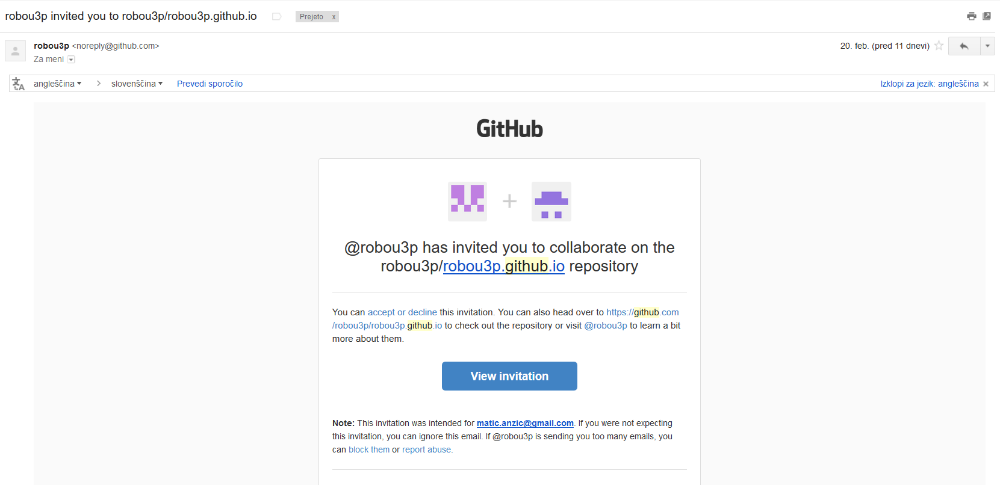 robou3p invited you to robou3p/robou3p.github.io Prejeto x
robou3p <noreply@github.com> 20. feb. (pred 11 dnevi)
Za meni
angleščina > slovenščina Prevedi sporočilo Izklopi za jezik: angleščina ×
GitHub
@robou3p has invited you to collaborate on the
robou3p/robou3p.github.io repository
You can accept or decline this invitation. You can also head over to https://github.com
/robou3p/robou3p.github.io to check out the repository or visit @robou3p to learn a bit
more about them.
View invitation
Note: This invitation was intended for matic.anzic@gmail.com. If you were not expecting
this invitation, you can ignore this email. If @robou3p is sending you too many emails, you
can block them or report abuse.